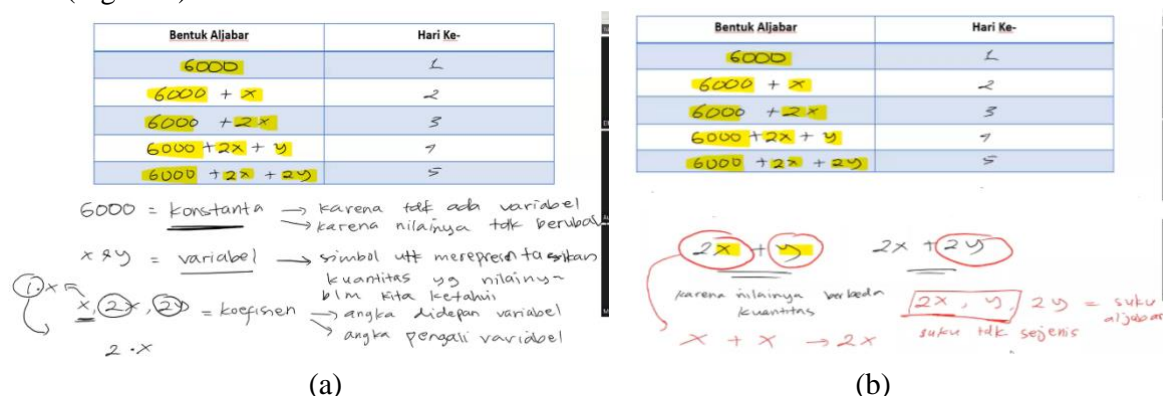 Bentuk Aljabar Hari Ke-
6000 1
6000 + x 2
6000 + 2x 3
6000 + 2x + y 4
6000 + 2x + 2y 5
6000 = konstanta → karena tdk ada variabel
→ karena nilainya tdk berubah
x & y = variabel → simbol utk merepresentasikan
kuantitas yg nilainya
blm kita ketahui
1.x x, 2x, 2y = koefisien → angka didepan variabel
→ angka pengali variabel
2 . x
(a)
Bentuk Aljabar Hari Ke-
6000 1
6000 + x 2
6000 + 2x 3
6000 + 2x + y 4
6000 + 2x + 2y 5
2x + y 2x + 2y
karena nilainya berbeda
kuantitas
2x, y, 2y = suku
aljabar
suku tdk sejenis
x + x → 2x
(b)